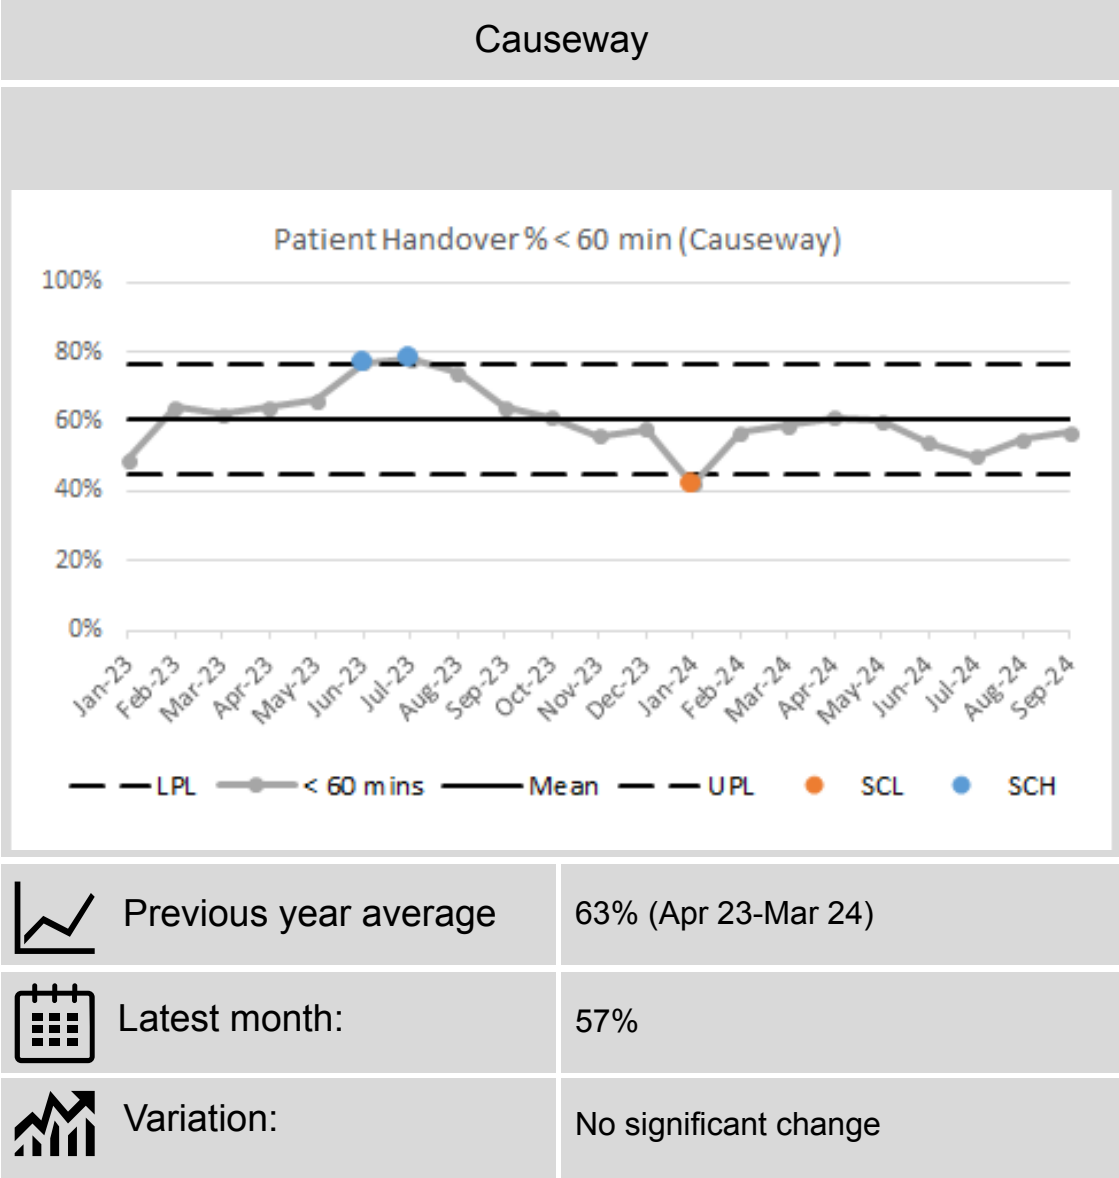 Causeway
Patient Handover % < 60 min (Causeway)
100%
80%
60%
40%
20%
0%
Jan-23
Feb-23
Mar-23
Apr-23
May-23
Jun-23
Jul-23
Aug-23
Sep-23
Oct-23
Nov-23
Dec-23
Jan-24
Feb-24
Mar-24
Apr-24
May-24
Jun-24
Jul-24
Aug-24
Sep-24
LPL < 60 mins Mean UPL SCL SCH
Previous year average 63% (Apr 23-Mar 24)
Latest month: 57%
Variation: No significant change